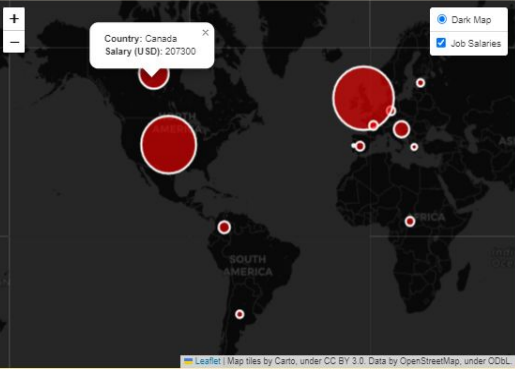 +
−
Country: Canada
Salary (USD): 207300
×
Dark Map
Job Salaries
NORTH
AMERICA
AFRICA
SOUTH
AMERICA
Leaflet | Map tiles by Carto, under CC BY 3.0. Data by OpenStreetMap, under ODbL.